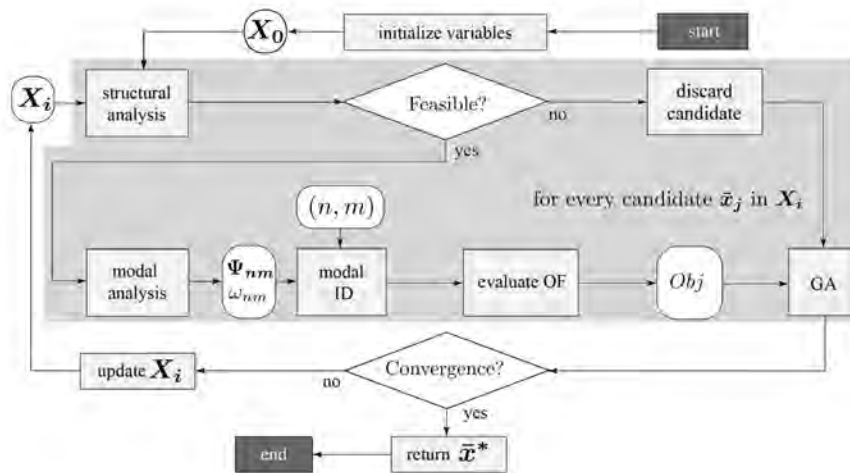 X₀
initialize variables
start
Xᵢ
structural
analysis
Feasible?
no
discard
candidate
yes
for every candidate x̄ⱼ in Xᵢ
(n, m)
modal
analysis
Ψₙₘ
ωₙₘ
modal
ID
evaluate OF
Obj
GA
update Xᵢ
no
Convergence?
yes
end
return x̄*